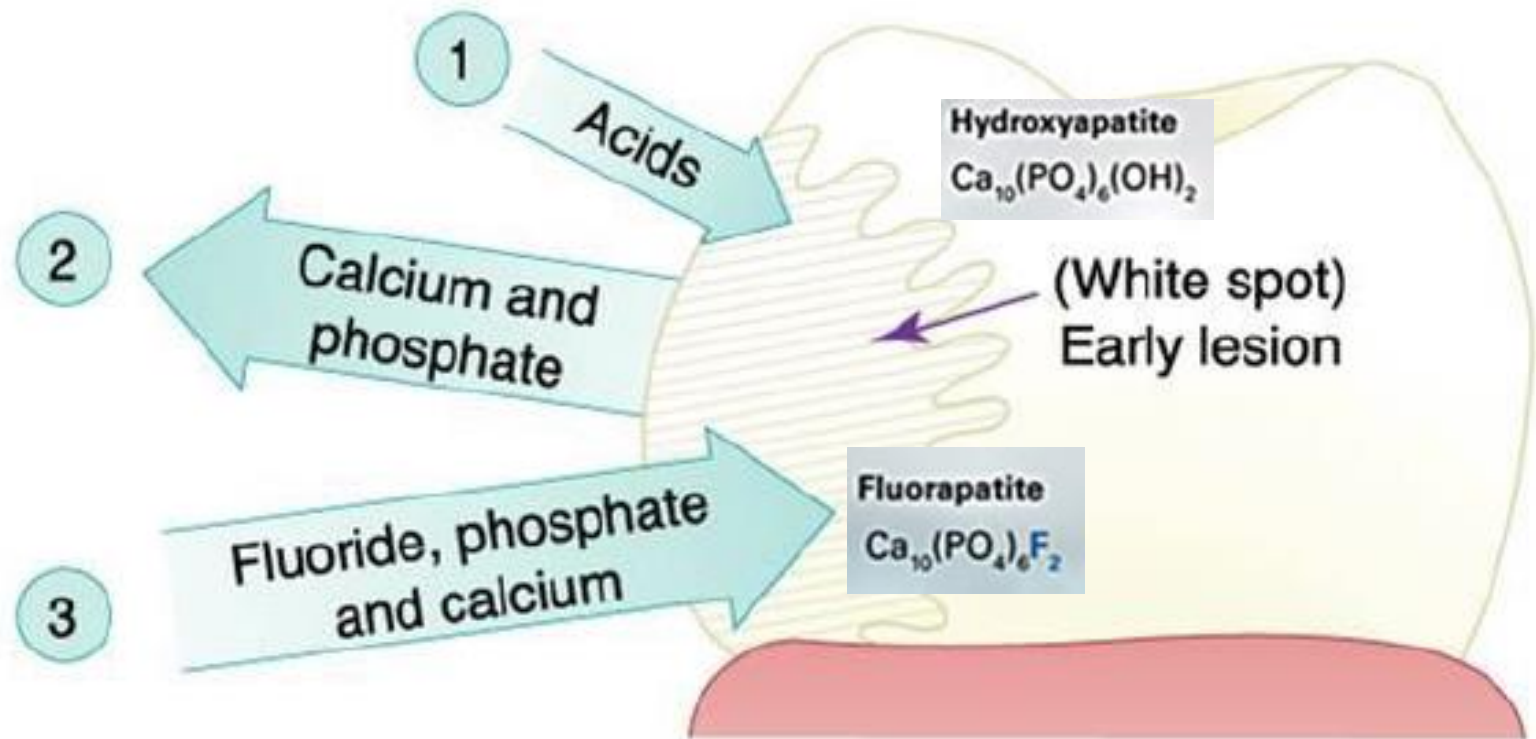 1
Acids
Hydroxyapatite
Ca₁₀(PO₄)₆(OH)₂
2
Calcium and
phosphate
(White spot)
Early lesion
3
Fluoride, phosphate
and calcium
Fluorapatite
Ca₁₀(PO₄)₆F₂